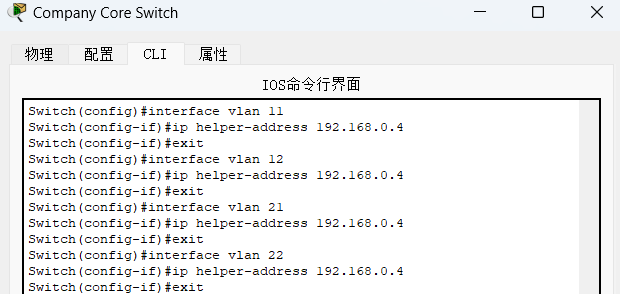 Company Core Switch
物理 配置 CLI 属性
IOS命令行界面
Switch(config)#interface vlan 11
Switch(config-if)#ip helper-address 192.168.0.4
Switch(config-if)#exit
Switch(config)#interface vlan 12
Switch(config-if)#ip helper-address 192.168.0.4
Switch(config-if)#exit
Switch(config)#interface vlan 21
Switch(config-if)#ip helper-address 192.168.0.4
Switch(config-if)#exit
Switch(config)#interface vlan 22
Switch(config-if)#ip helper-address 192.168.0.4
Switch(config-if)#exit